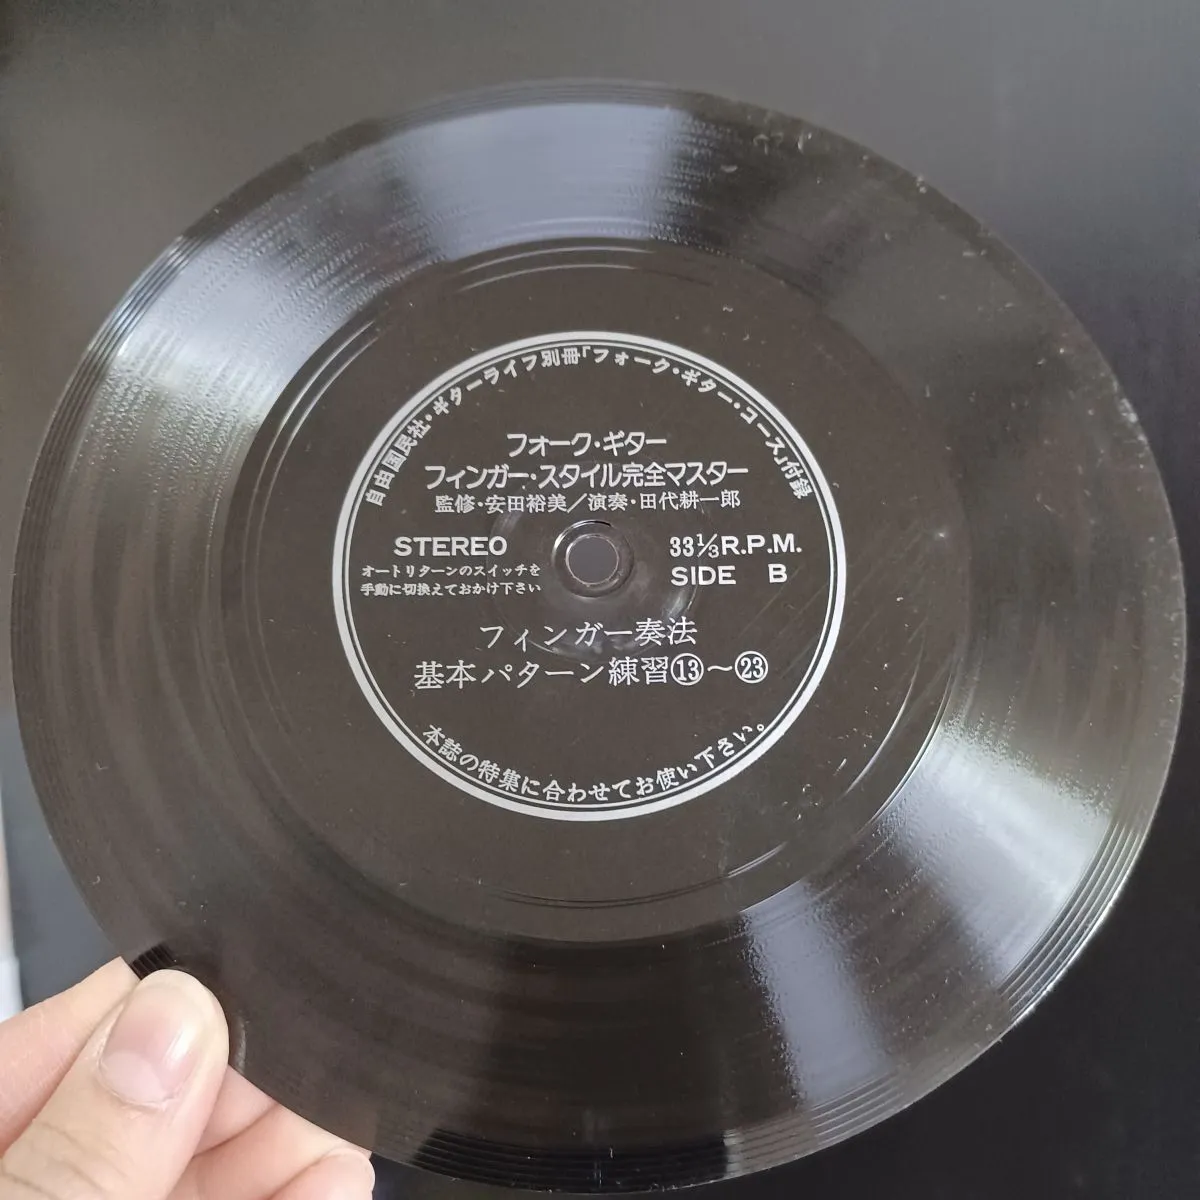 自由國民社・ギターライフ別冊「フォーク・ギター・コース」付録
フォーク・ギター
フィンガー・スタイル完全マスター
監修・安田裕美／演奏・田代耕一郎
STEREO
オートリターンのスイッチを
手動に切換えておかけ下さい
33⅓R.P.M.
SIDE B
フィンガー奏法
基本パターン練習⑬〜㉓
本誌の特集に合わせてお使い下さい。